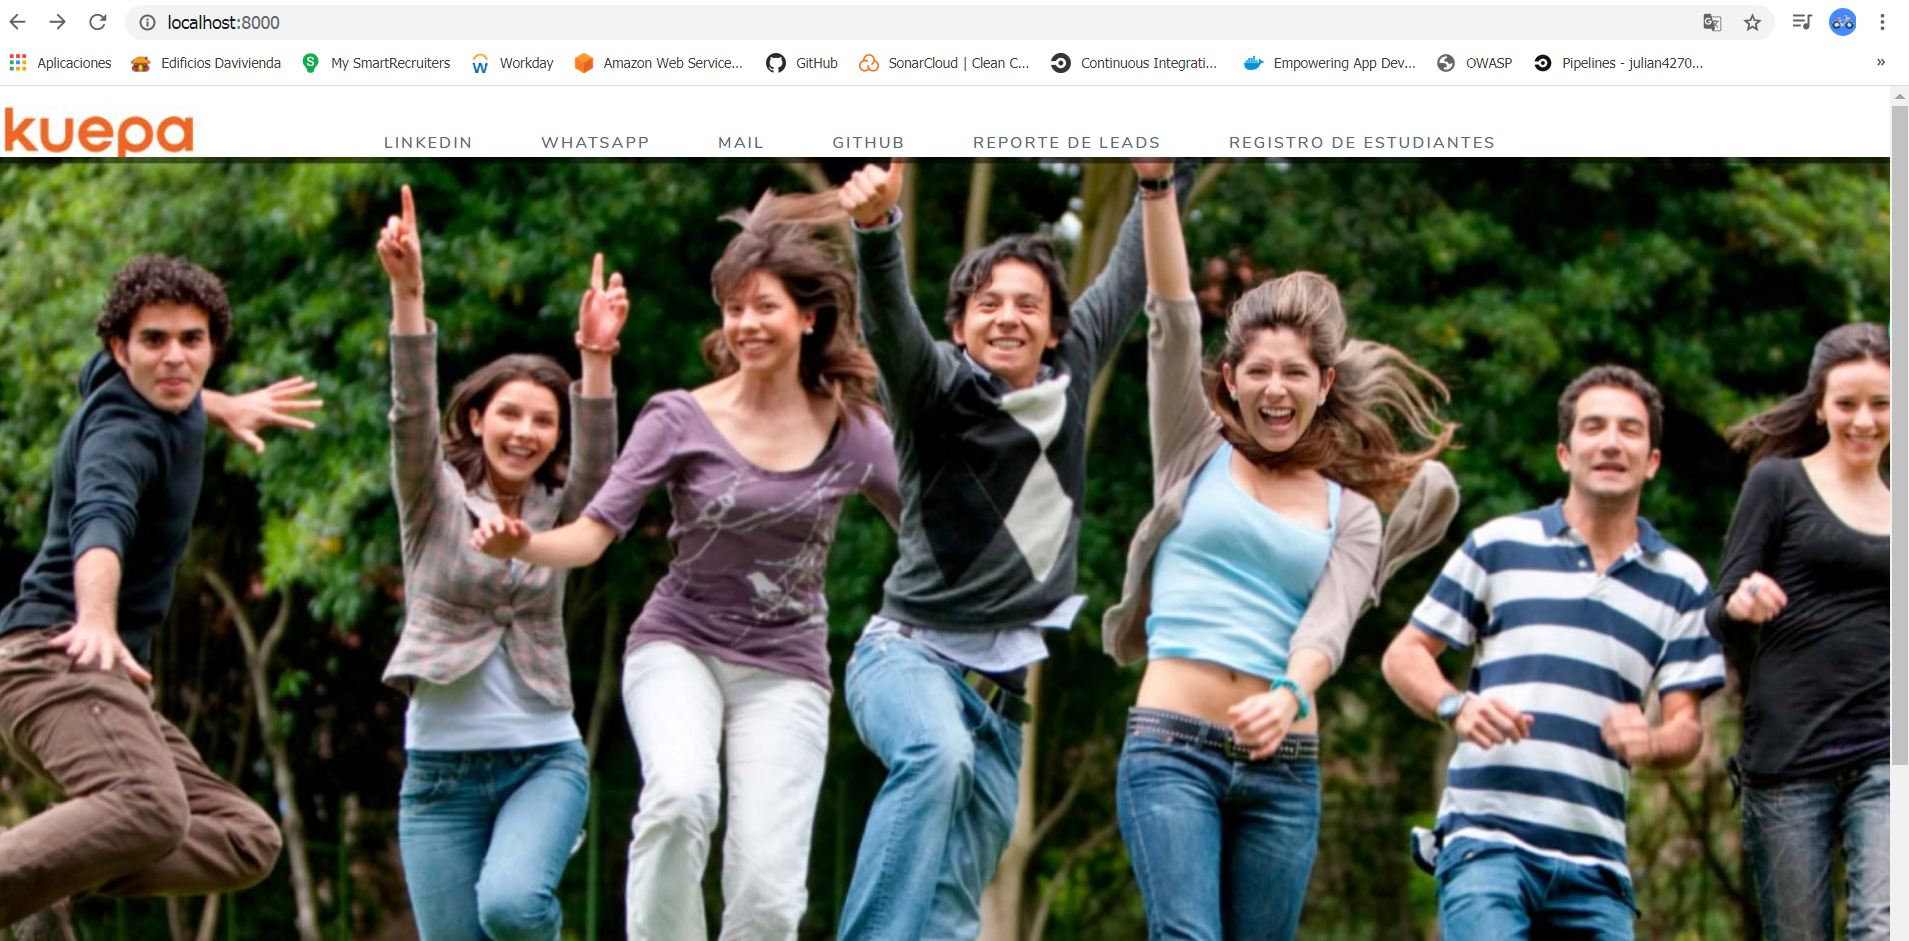 localhost:8000
Aplicaciones Edificios Davivienda My SmartRecruiters Workday Amazon Web Service... GitHub SonarCloud | Clean C... Continuous Integrati... Empowering App Dev... OWASP Pipelines - julian4270... »
kuepa
LINKEDIN WHATSAPP MAIL GITHUB REPORTE DE LEADS REGISTRO DE ESTUDIANTES